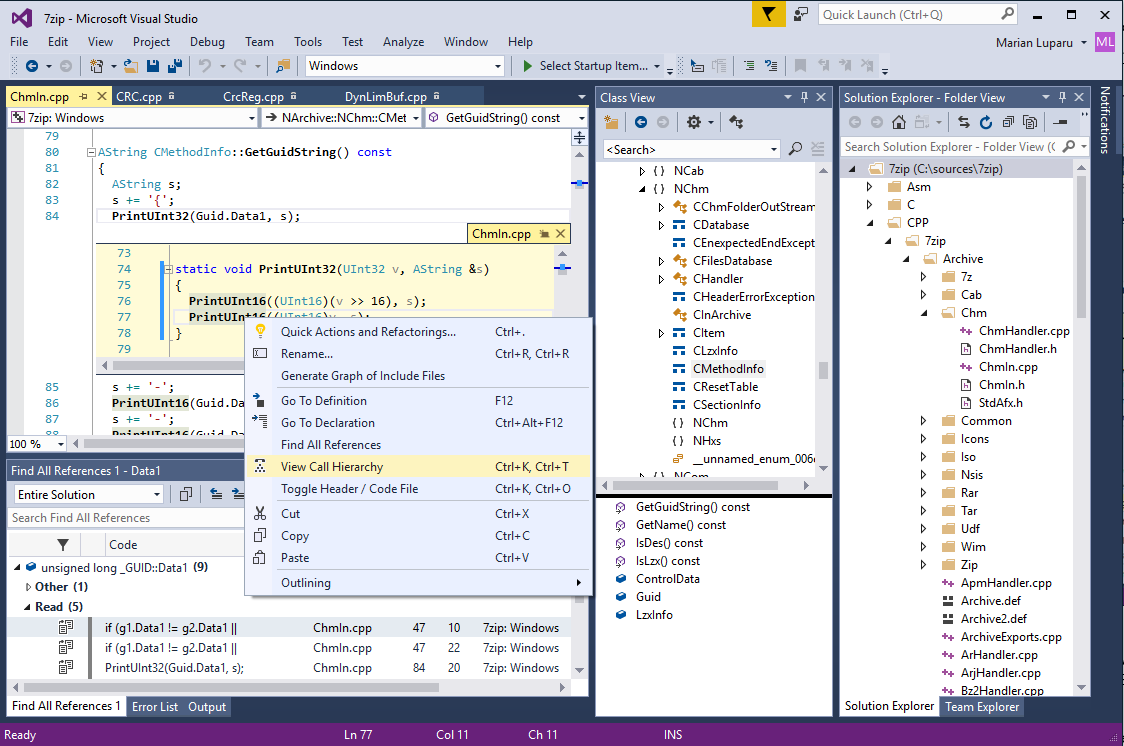 7zip - Microsoft Visual Studio
Quick Launch (Ctrl+Q)
File Edit View Project Debug Team Tools Test Analyze Window Help
Marian Luparu ML
Windows
Select Startup Item...
ChmIn.cpp CRC.cpp CrcReg.cpp DynLimBuf.cpp
7zip: Windows NArchive::NChm::CMet GetGuidString() const
79
80 AString CMethodInfo::GetGuidString() const
81 {
82 AString s;
83 s += '{';
84 PrintUInt32(Guid.Data1, s);
ChmIn.cpp
73
74 static void PrintUInt32(UInt32 v, AString &s)
75 {
76 PrintUInt16((UInt16)(v >> 16), s);
77 PrintUInt16((UInt16)v, s);
78 }
79
85 s += '-';
86 PrintUInt16(Guid.Da
87 s += '-';
88 PrintUInt16(Guid.Da
100 %
Quick Actions and Refactorings... Ctrl+.
Rename... Ctrl+R, Ctrl+R
Generate Graph of Include Files
Go To Definition F12
Go To Declaration Ctrl+Alt+F12
Find All References
View Call Hierarchy Ctrl+K, Ctrl+T
Toggle Header / Code File Ctrl+K, Ctrl+O
Cut Ctrl+X
Copy Ctrl+C
Paste Ctrl+V
Outlining
Find All References 1 - Data1
Entire Solution
Search Find All References
Code
unsigned long _GUID::Data1 (9)
Other (1)
Read (5)
if (g1.Data1 != g2.Data1 || ChmIn.cpp 47 10 7zip: Windows
if (g1.Data1 != g2.Data1 || ChmIn.cpp 47 22 7zip: Windows
PrintUInt32(Guid.Data1, s); ChmIn.cpp 84 20 7zip: Windows
Find All References 1 Error List Output
Class View
<Search>
{ } NCab
{ } NChm
CChmFolderOutStream
CDatabase
CEnexpectedEndExcept
CFilesDatabase
CHandler
CHeaderErrorException
CInArchive
CItem
CLzxInfo
CMethodInfo
CResetTable
CSectionInfo
{ } NChm
{ } NHxs
__unnamed_enum_006
{ } NCom
GetGuidString() const
GetName() const
IsDes() const
IsLzx() const
ControlData
Guid
LzxInfo
Solution Explorer - Folder View
Search Solution Explorer - Folder View (
7zip (C:\sources\7zip)
Asm
C
CPP
7zip
Archive
7z
Cab
Chm
ChmHandler.cpp
ChmHandler.h
ChmIn.cpp
ChmIn.h
StdAfx.h
Common
Icons
Iso
Nsis
Rar
Tar
Udf
Wim
Zip
ApmHandler.cpp
Archive.def
Archive2.def
ArchiveExports.cpp
ArHandler.cpp
ArjHandler.cpp
Bz2Handler.cpp
Solution Explorer Team Explorer
Notifications
Ready Ln 77 Col 11 Ch 11 INS